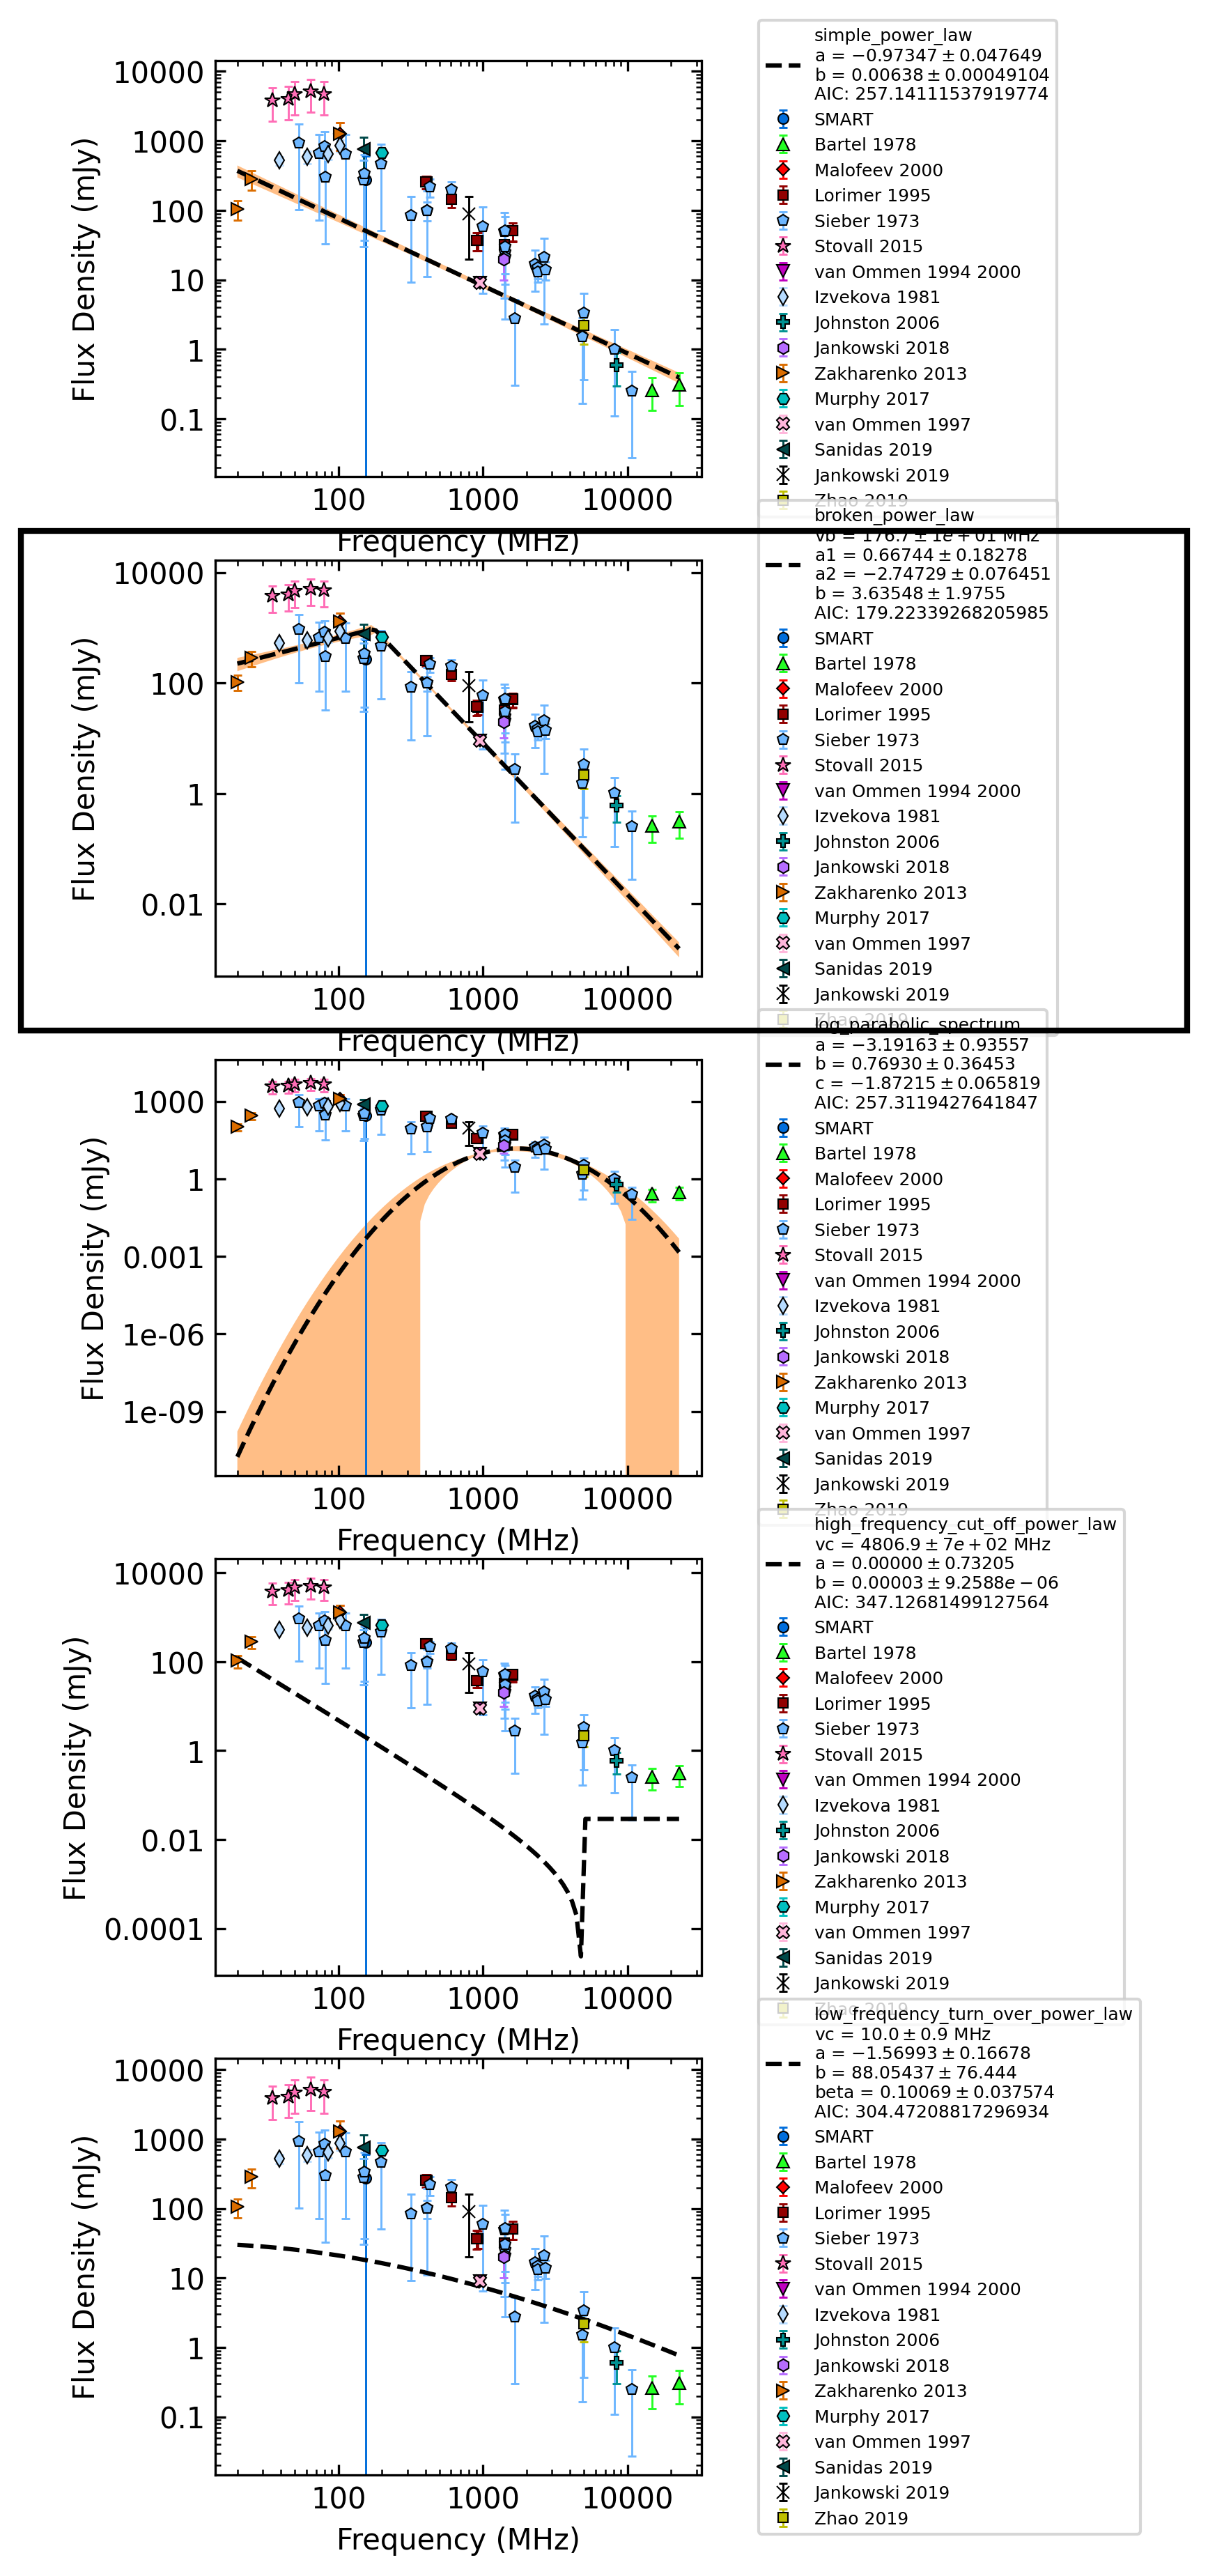 simple_power_law
a = −0.97347 ± 0.047649
b = 0.00638 ± 0.00049104
AIC: 257.14111537919774
SMART
Bartel 1978
Malofeev 2000
Lorimer 1995
Sieber 1973
Stovall 2015
van Ommen 1994 2000
Izvekova 1981
Johnston 2006
Jankowski 2018
Zakharenko 2013
Murphy 2017
van Ommen 1997
Sanidas 2019
Jankowski 2019
Zhao 2019
10000
1000
100
10
1
0.1
Flux Density (mJy)
100 1000 10000
Frequency (MHz)
broken_power_law
vb = 176.7 ± 1e + 01 MHz
a1 = 0.66744 ± 0.18278
a2 = −2.74729 ± 0.076451
b = 3.63548 ± 1.9755
AIC: 179.22339268205985
SMART
Bartel 1978
Malofeev 2000
Lorimer 1995
Sieber 1973
Stovall 2015
van Ommen 1994 2000
Izvekova 1981
Johnston 2006
Jankowski 2018
Zakharenko 2013
Murphy 2017
van Ommen 1997
Sanidas 2019
Jankowski 2019
Zhao 2019
10000
100
1
0.01
Flux Density (mJy)
100 1000 10000
Frequency (MHz)
log_parabolic_spectrum
a = −3.19163 ± 0.93557
b = 0.76930 ± 0.36453
c = −1.87215 ± 0.065819
AIC: 257.3119427641847
SMART
Bartel 1978
Malofeev 2000
Lorimer 1995
Sieber 1973
Stovall 2015
van Ommen 1994 2000
Izvekova 1981
Johnston 2006
Jankowski 2018
Zakharenko 2013
Murphy 2017
van Ommen 1997
Sanidas 2019
Jankowski 2019
Zhao 2019
1000
1
0.001
1e-06
1e-09
Flux Density (mJy)
100 1000 10000
Frequency (MHz)
high_frequency_cut_off_power_law
vc = 4806.9 ± 7e + 02 MHz
a = 0.00000 ± 0.73205
b = 0.00003 ± 9.2588e − 06
AIC: 347.12681499127564
SMART
Bartel 1978
Malofeev 2000
Lorimer 1995
Sieber 1973
Stovall 2015
van Ommen 1994 2000
Izvekova 1981
Johnston 2006
Jankowski 2018
Zakharenko 2013
Murphy 2017
van Ommen 1997
Sanidas 2019
Jankowski 2019
Zhao 2019
10000
100
1
0.01
0.0001
Flux Density (mJy)
100 1000 10000
Frequency (MHz)
low_frequency_turn_over_power_law
vc = 10.0 ± 0.9 MHz
a = −1.56993 ± 0.16678
b = 88.05437 ± 76.444
beta = 0.10069 ± 0.037574
AIC: 304.47208817296934
SMART
Bartel 1978
Malofeev 2000
Lorimer 1995
Sieber 1973
Stovall 2015
van Ommen 1994 2000
Izvekova 1981
Johnston 2006
Jankowski 2018
Zakharenko 2013
Murphy 2017
van Ommen 1997
Sanidas 2019
Jankowski 2019
Zhao 2019
10000
1000
100
10
1
0.1
Flux Density (mJy)
100 1000 10000
Frequency (MHz)